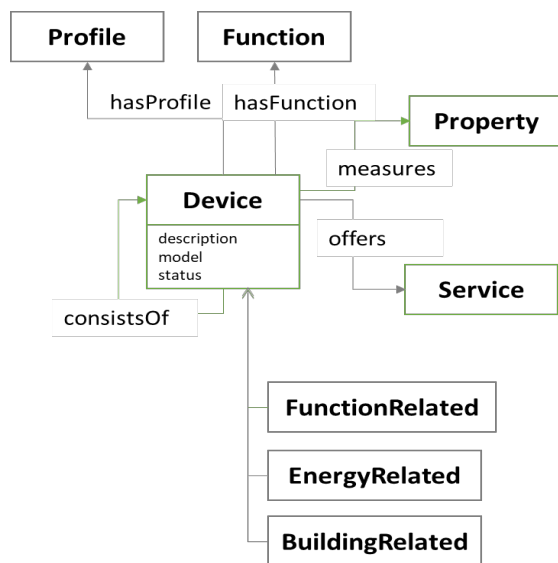 Profile
Function
hasProfile
hasFunction
Property
measures
Device
description
model
status
offers
Service
consistsOf
FunctionRelated
EnergyRelated
BuildingRelated